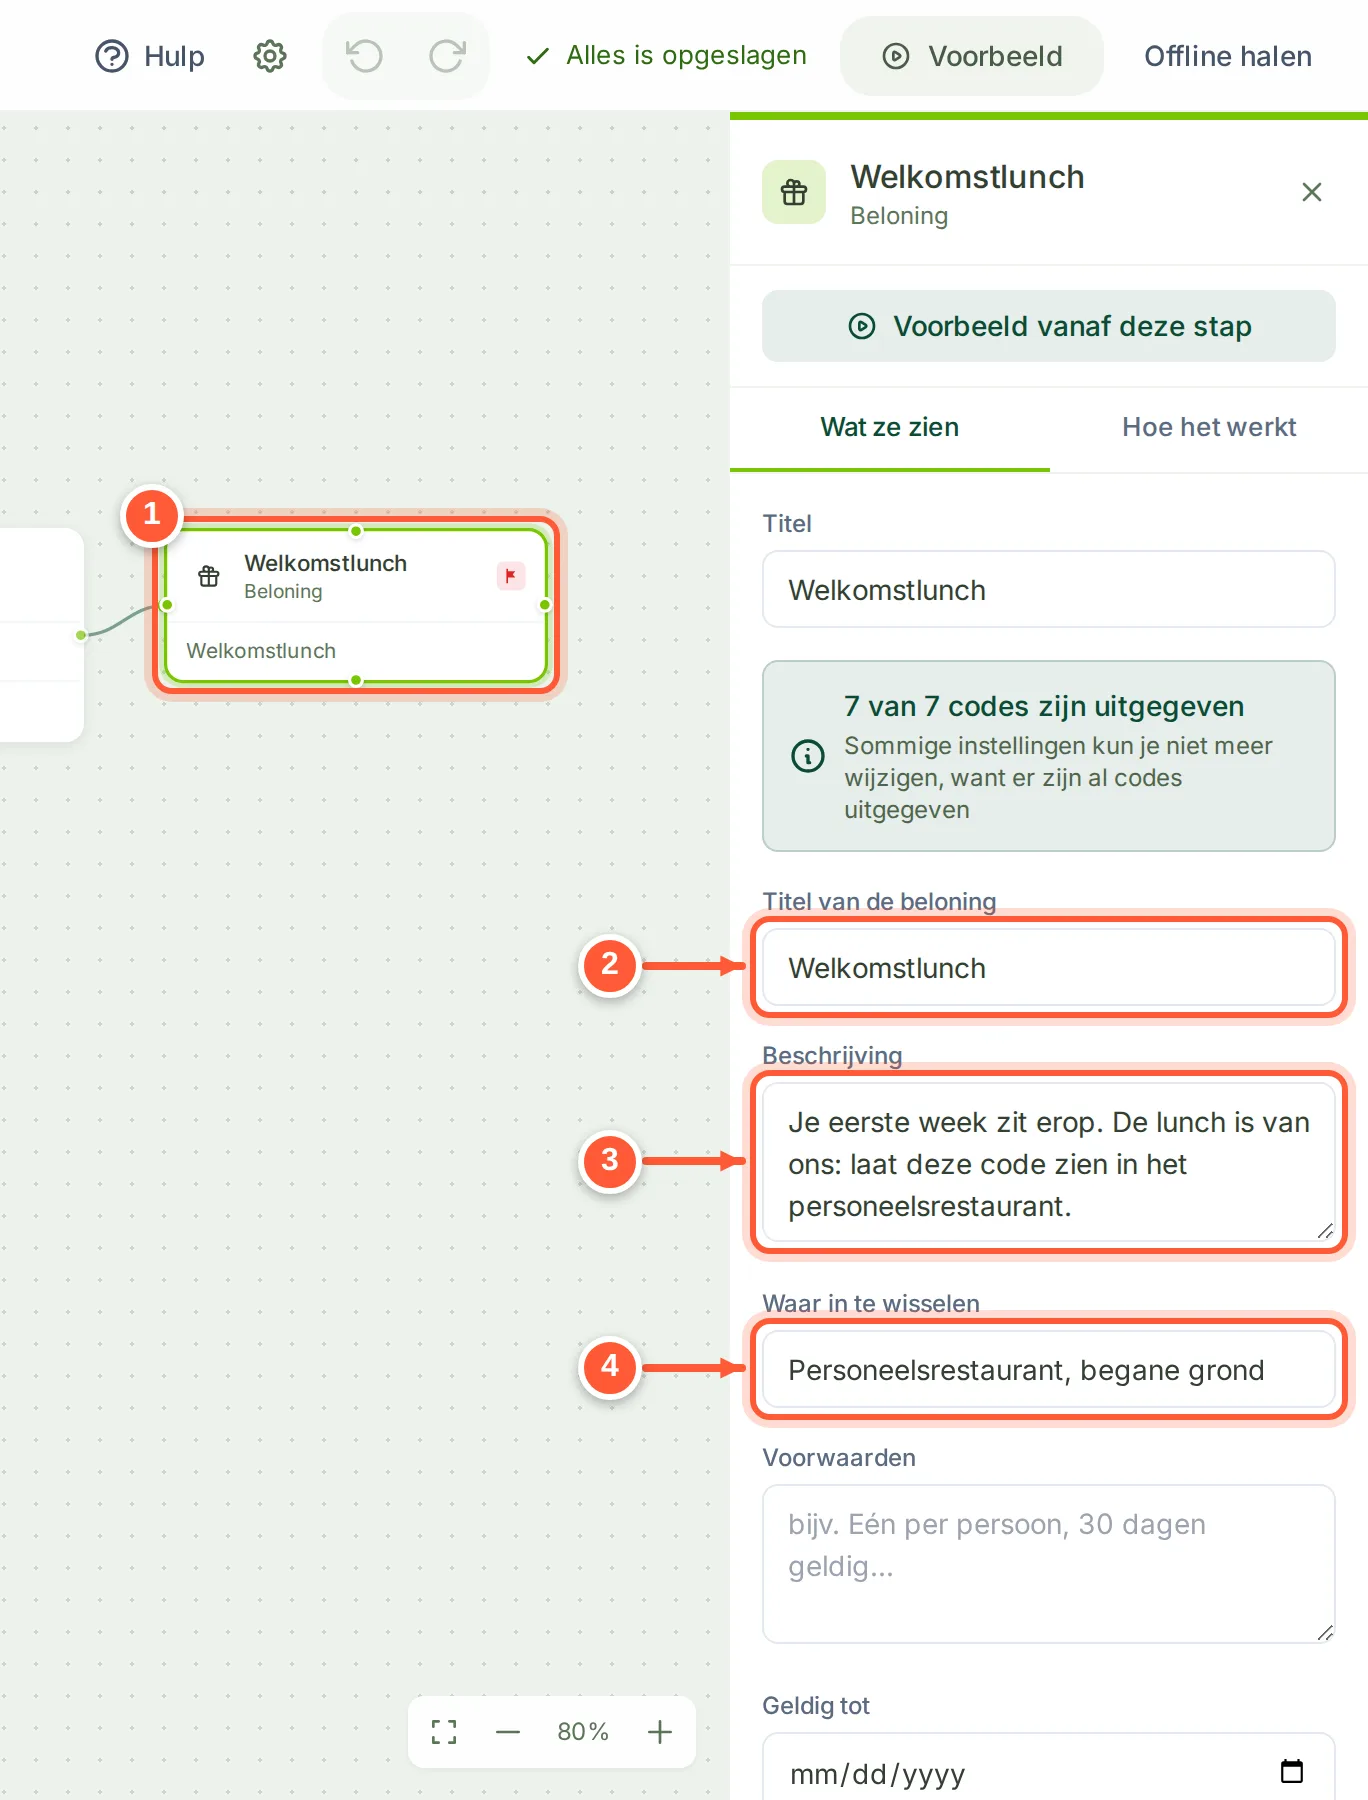 Hulp
Alles is opgeslagen
Voorbeeld
Offline halen
Welkomstlunch
Beloning
Voorbeeld vanaf deze stap
Wat ze zien
Hoe het werkt
Titel
Welkomstlunch
1
Welkomstlunch
Beloning
Welkomstlunch
7 van 7 codes zijn uitgegeven
Sommige instellingen kun je niet meer
wijzigen, want er zijn al codes
uitgegeven
Titel van de beloning
2
Welkomstlunch
Beschrijving
3
Je eerste week zit erop. De lunch is van
ons: laat deze code zien in het
personeelsrestaurant.
Waar in te wisselen
4
Personeelsrestaurant, begane grond
Voorwaarden
bijv. Eén per persoon, 30 dagen
geldig...
Geldig tot
80%
mm/dd/yyyy